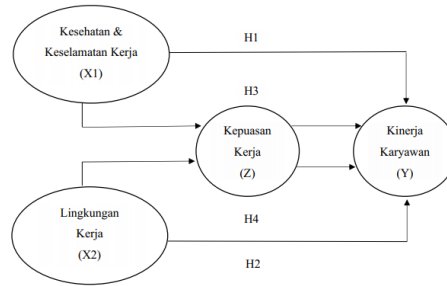 Kesehatan &
Keselamatan Kerja
(X1)
H1
H3
Kepuasan
Kerja
(Z)
Kinerja
Karyawan
(Y)
Lingkungan
Kerja
(X2)
H4
H2